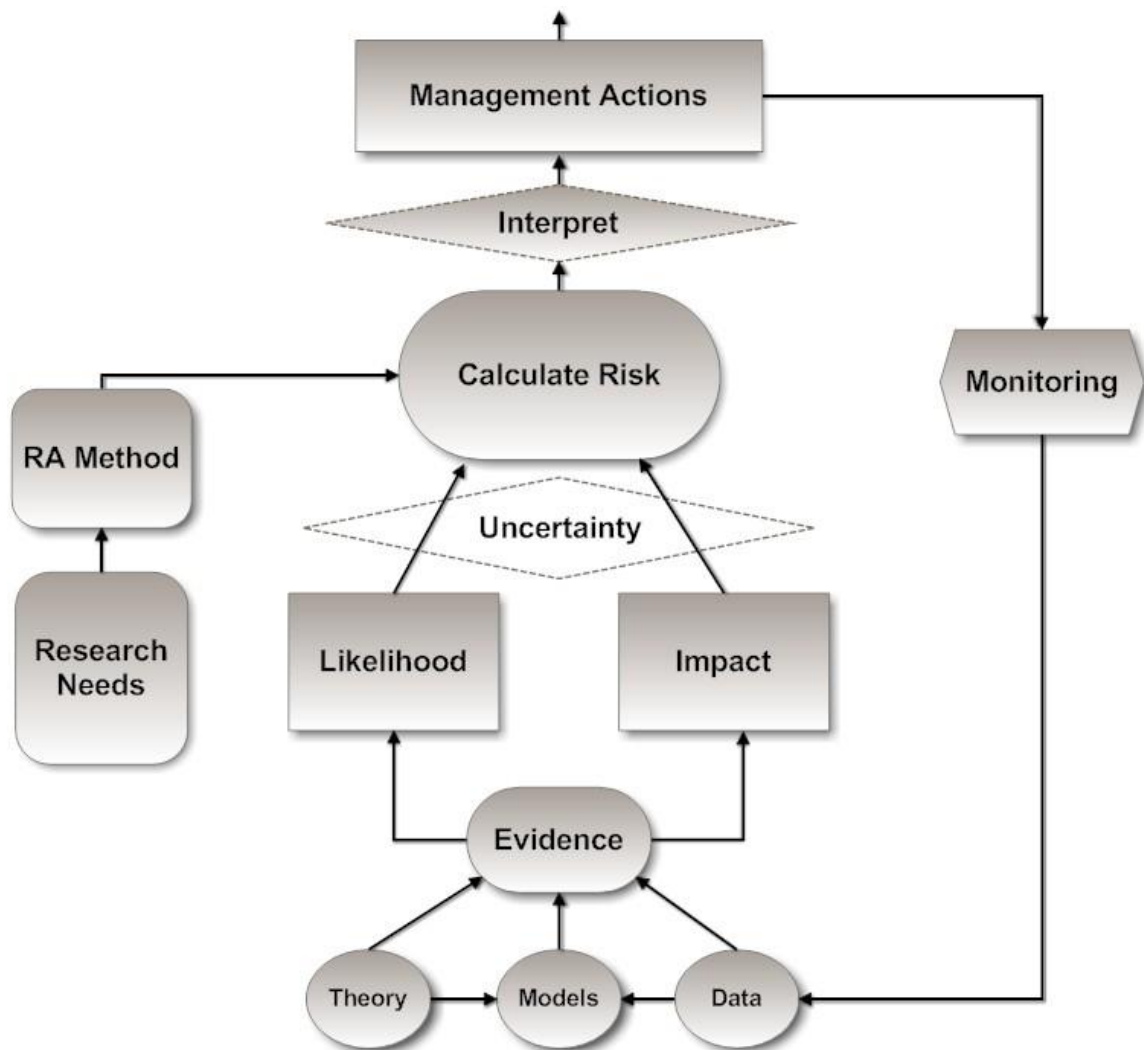 Management Actions
Interpret
Calculate Risk
Monitoring
RA Method
Uncertainty
Research
Needs
Likelihood
Impact
Evidence
Theory
Models
Data